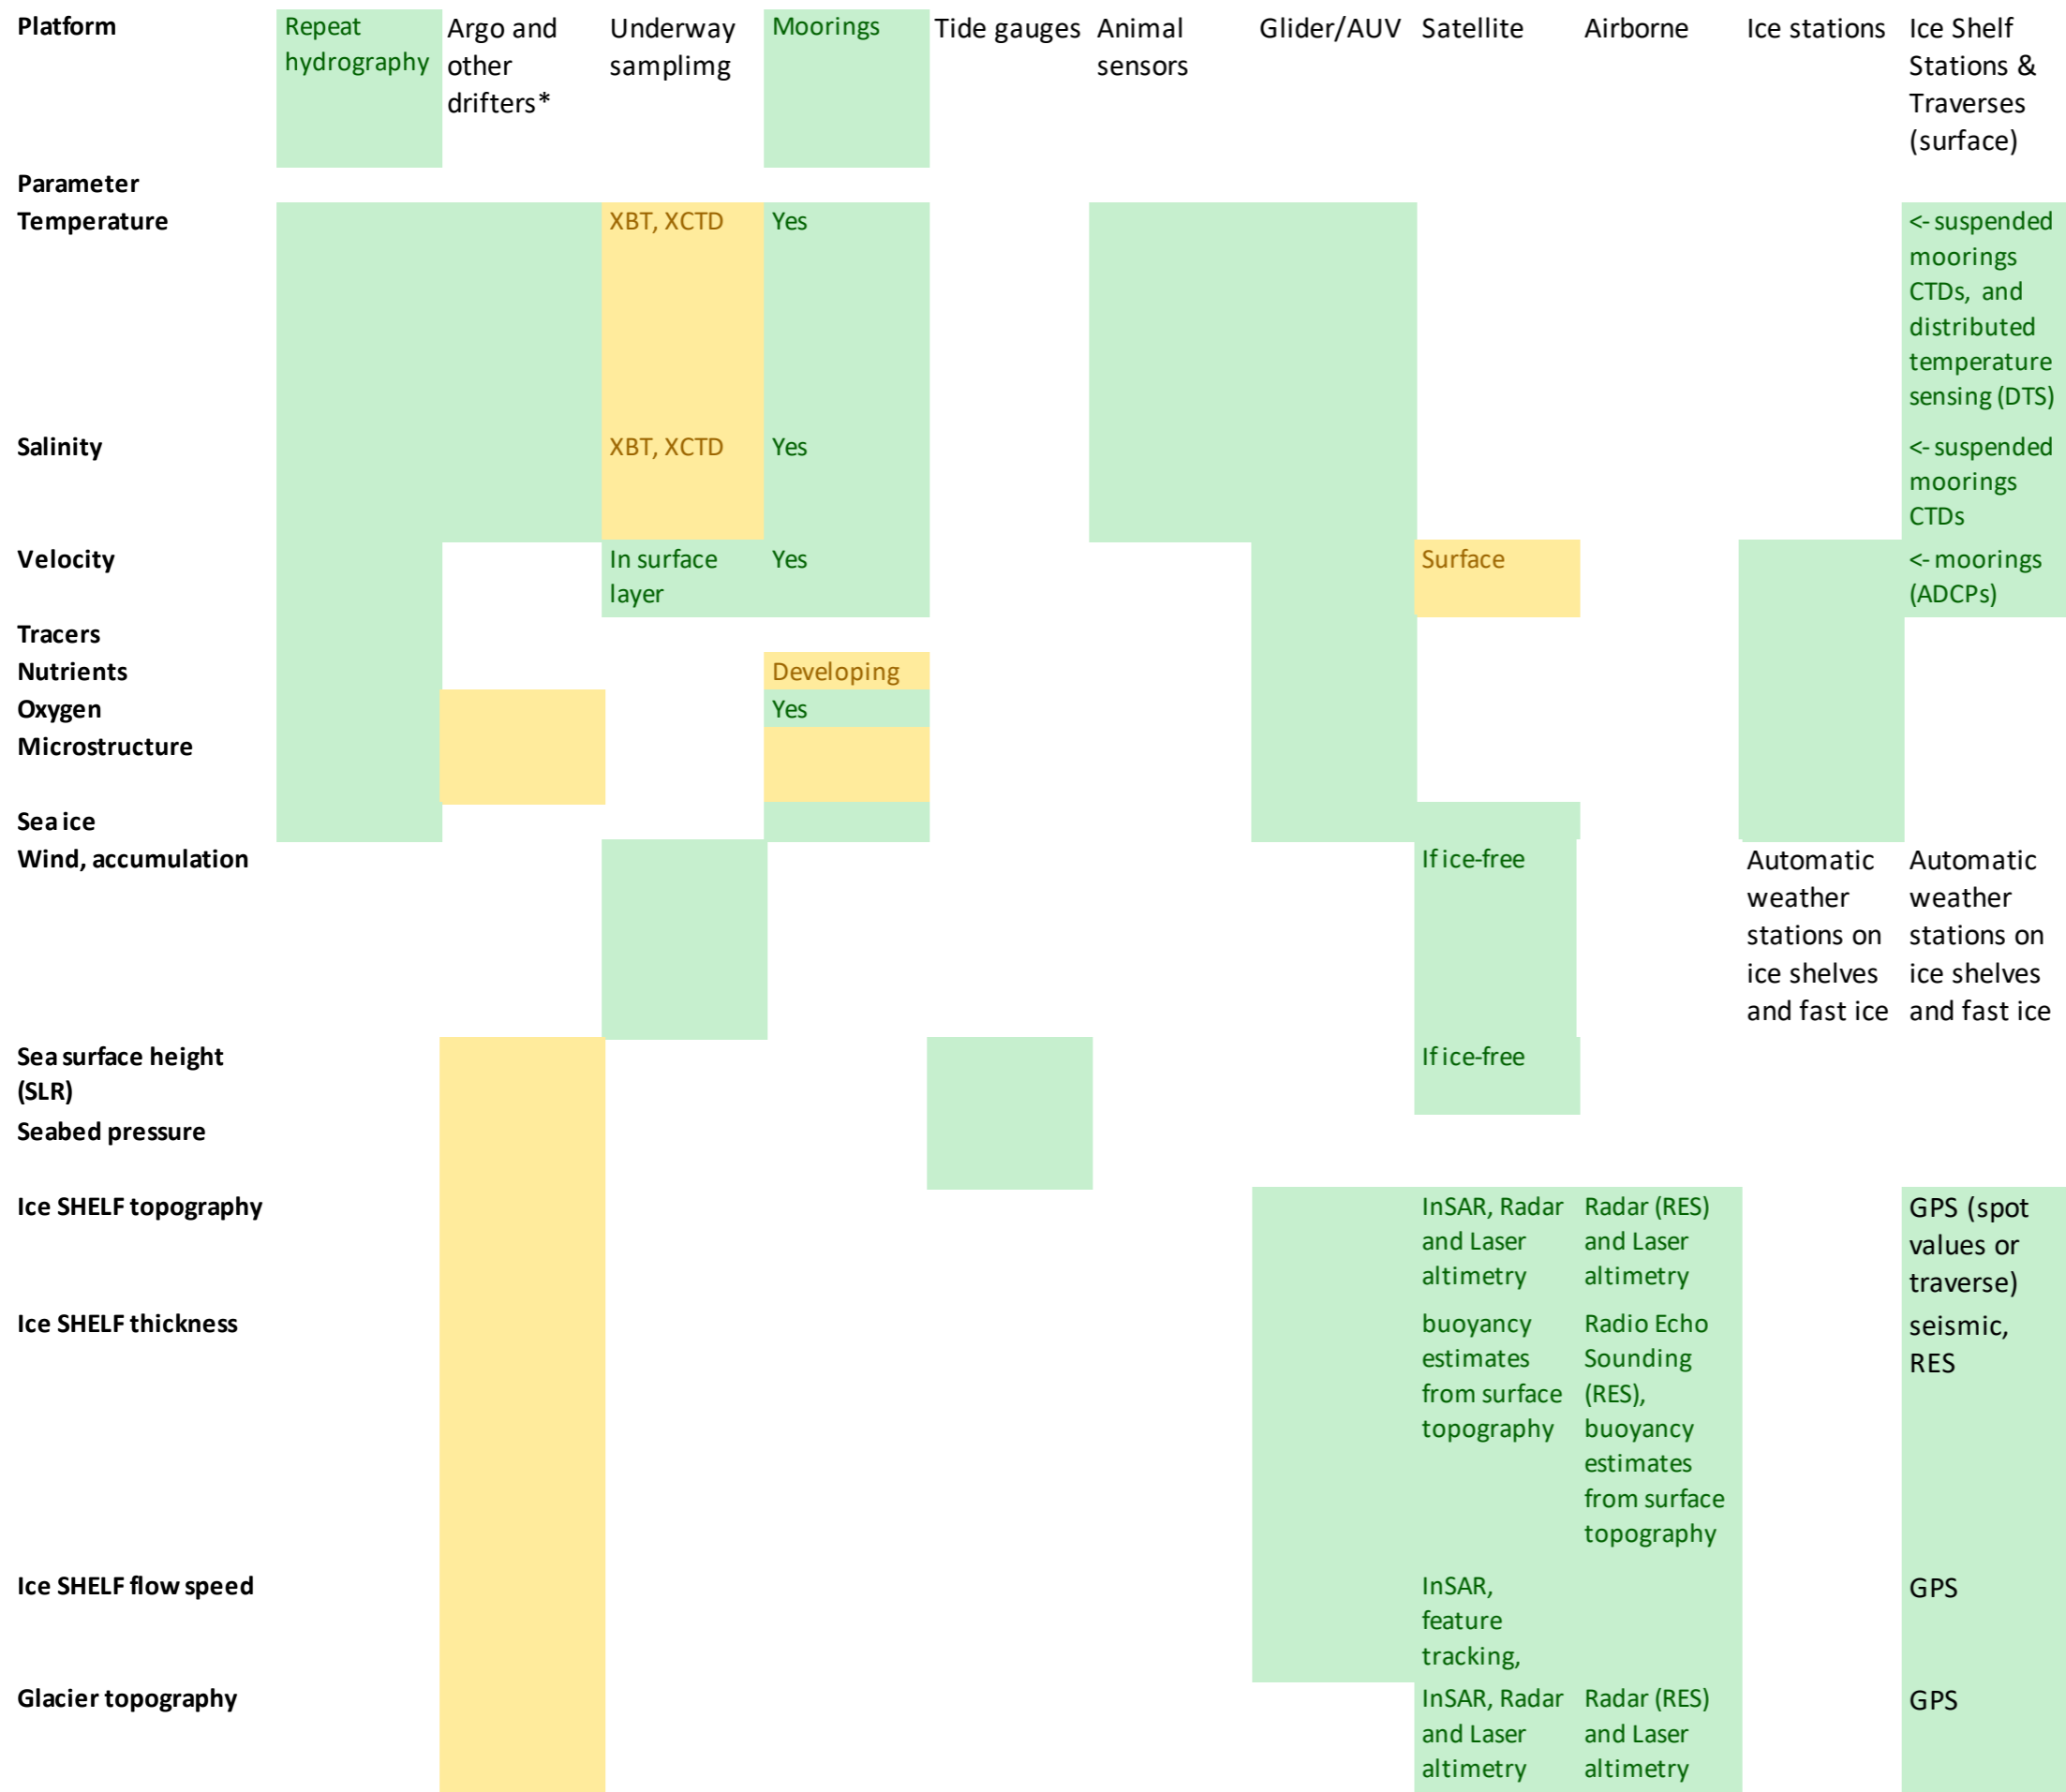 Platform
Repeat
hydrography
Argo and
other
drifters*
Underway
samplimg
Moorings
Tide gauges
Animal
sensors
Glider/AUV
Satellite
Airborne
Ice stations
Ice Shelf
Stations &
Traverses
(surface)
Parameter
Temperature
XBT, XCTD
Yes
<- suspended
moorings
CTDs, and
distributed
temperature
sensing (DTS)
Salinity
XBT, XCTD
Yes
<- suspended
moorings
CTDs
Velocity
In surface
layer
Yes
Surface
<- moorings
(ADCPs)
Tracers
Nutrients
Developing
Oxygen
Yes
Microstructure
Sea ice
Wind, accumulation
If ice-free
Automatic
weather
stations on
ice shelves
and fast ice
Automatic
weather
stations on
ice shelves
and fast ice
Sea surface height
(SLR)
If ice-free
Seabed pressure
Ice SHELF topography
InSAR, Radar
and Laser
altimetry
Radar (RES)
and Laser
altimetry
GPS (spot
values or
traverse)
Ice SHELF thickness
buoyancy
estimates
from surface
topography
Radio Echo
Sounding
(RES),
buoyancy
estimates
from surface
topography
seismic,
RES
Ice SHELF flow speed
InSAR,
feature
tracking,
GPS
Glacier topography
InSAR, Radar
and Laser
altimetry
Radar (RES)
and Laser
altimetry
GPS